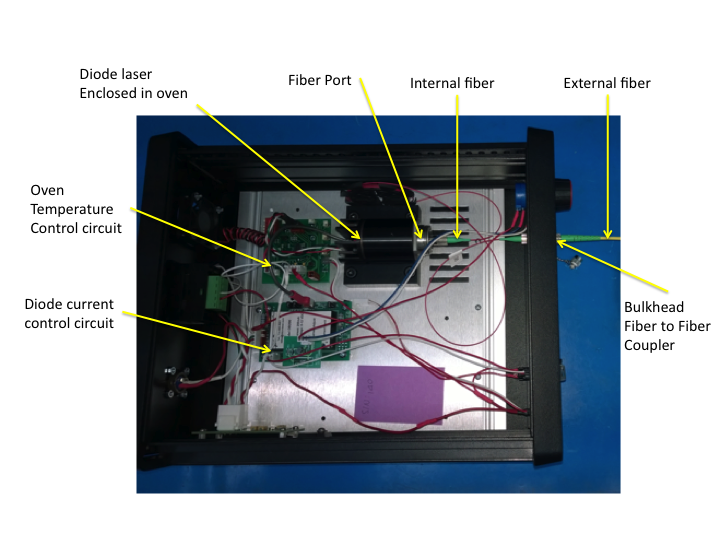 Diode laser
Enclosed in oven
Fiber Port
Internal fiber
External fiber
Oven
Temperature
Control circuit
Diode current
control circuit
Bulkhead
Fiber to Fiber
Coupler